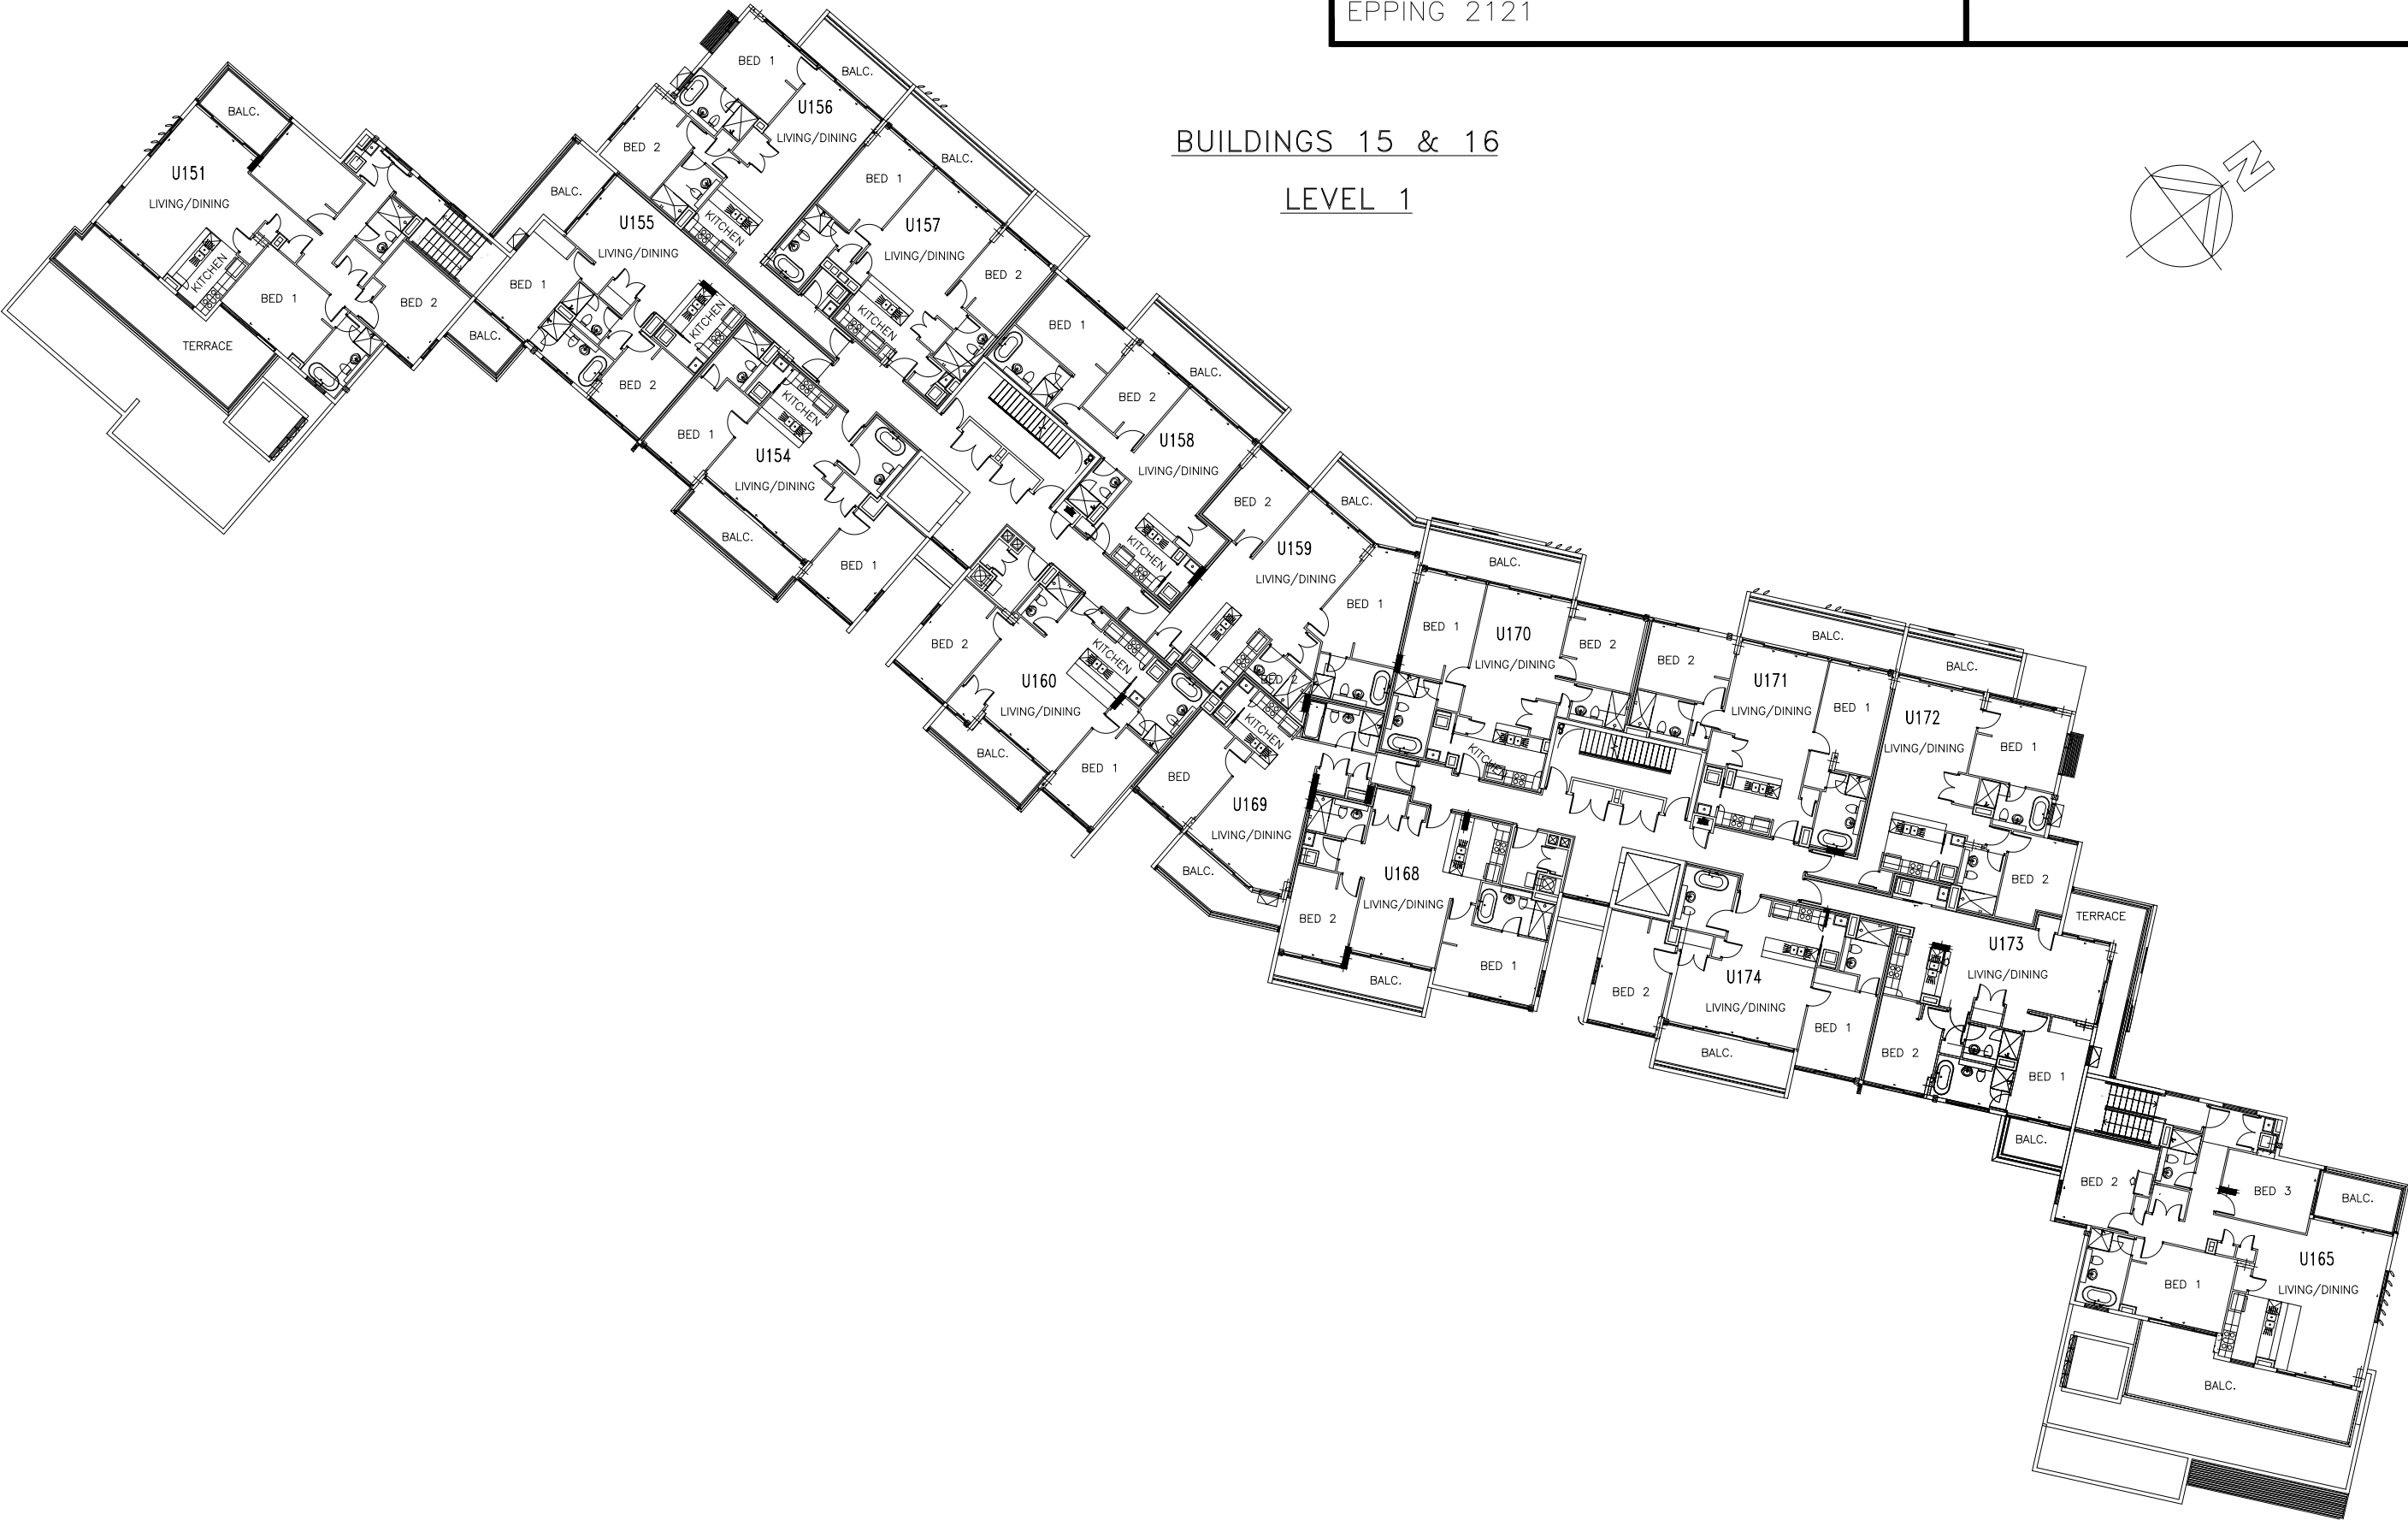 EPPING 2121
BUILDINGS 15 & 16
LEVEL 1
N
BALC.
U151
LIVING/DINING
KITCHEN
BED 1
BED 2
TERRACE
BALC.
BED 1
BALC.
U156
LIVING/DINING
BED 2
KITCHEN
BALC.
BALC.
U155
LIVING/DINING
BED 1
KITCHEN
BED 2
BALC.
BED 1
U157
LIVING/DINING
BED 2
KITCHEN
BED 1
KITCHEN
U154
LIVING/DINING
BALC.
BED 1
BED 1
BED 2
BALC.
U158
LIVING/DINING
KITCHEN
BED 2
BALC.
U159
LIVING/DINING
BED 1
BED 2
BED 2
KITCHEN
U160
LIVING/DINING
BALC.
BED 1
KITCHEN
BED
U169
LIVING/DINING
BALC.
BALC.
BED 1
U170
LIVING/DINING
BED 2
KITCHEN
BALC.
BED 2
U171
LIVING/DINING
BED 1
BALC.
U172
LIVING/DINING
BED 1
BED 2
U168
LIVING/DINING
BED 2
BED 1
BALC.
TERRACE
U173
LIVING/DINING
BED 2
BED 1
BALC.
U174
LIVING/DINING
BED 2
BED 1
BALC.
BED 2
BED 3
BALC.
U165
LIVING/DINING
BED 1
BALC.